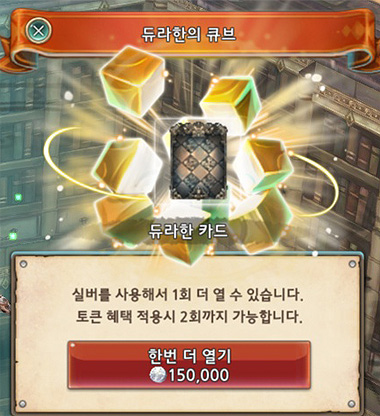 듀라한의 큐브
듀라한 카드
실버를 사용해서 1회 더 열 수 있습니다.
토큰 혜택 적용시 2회까지 가능합니다.
한번 더 열기
150,000